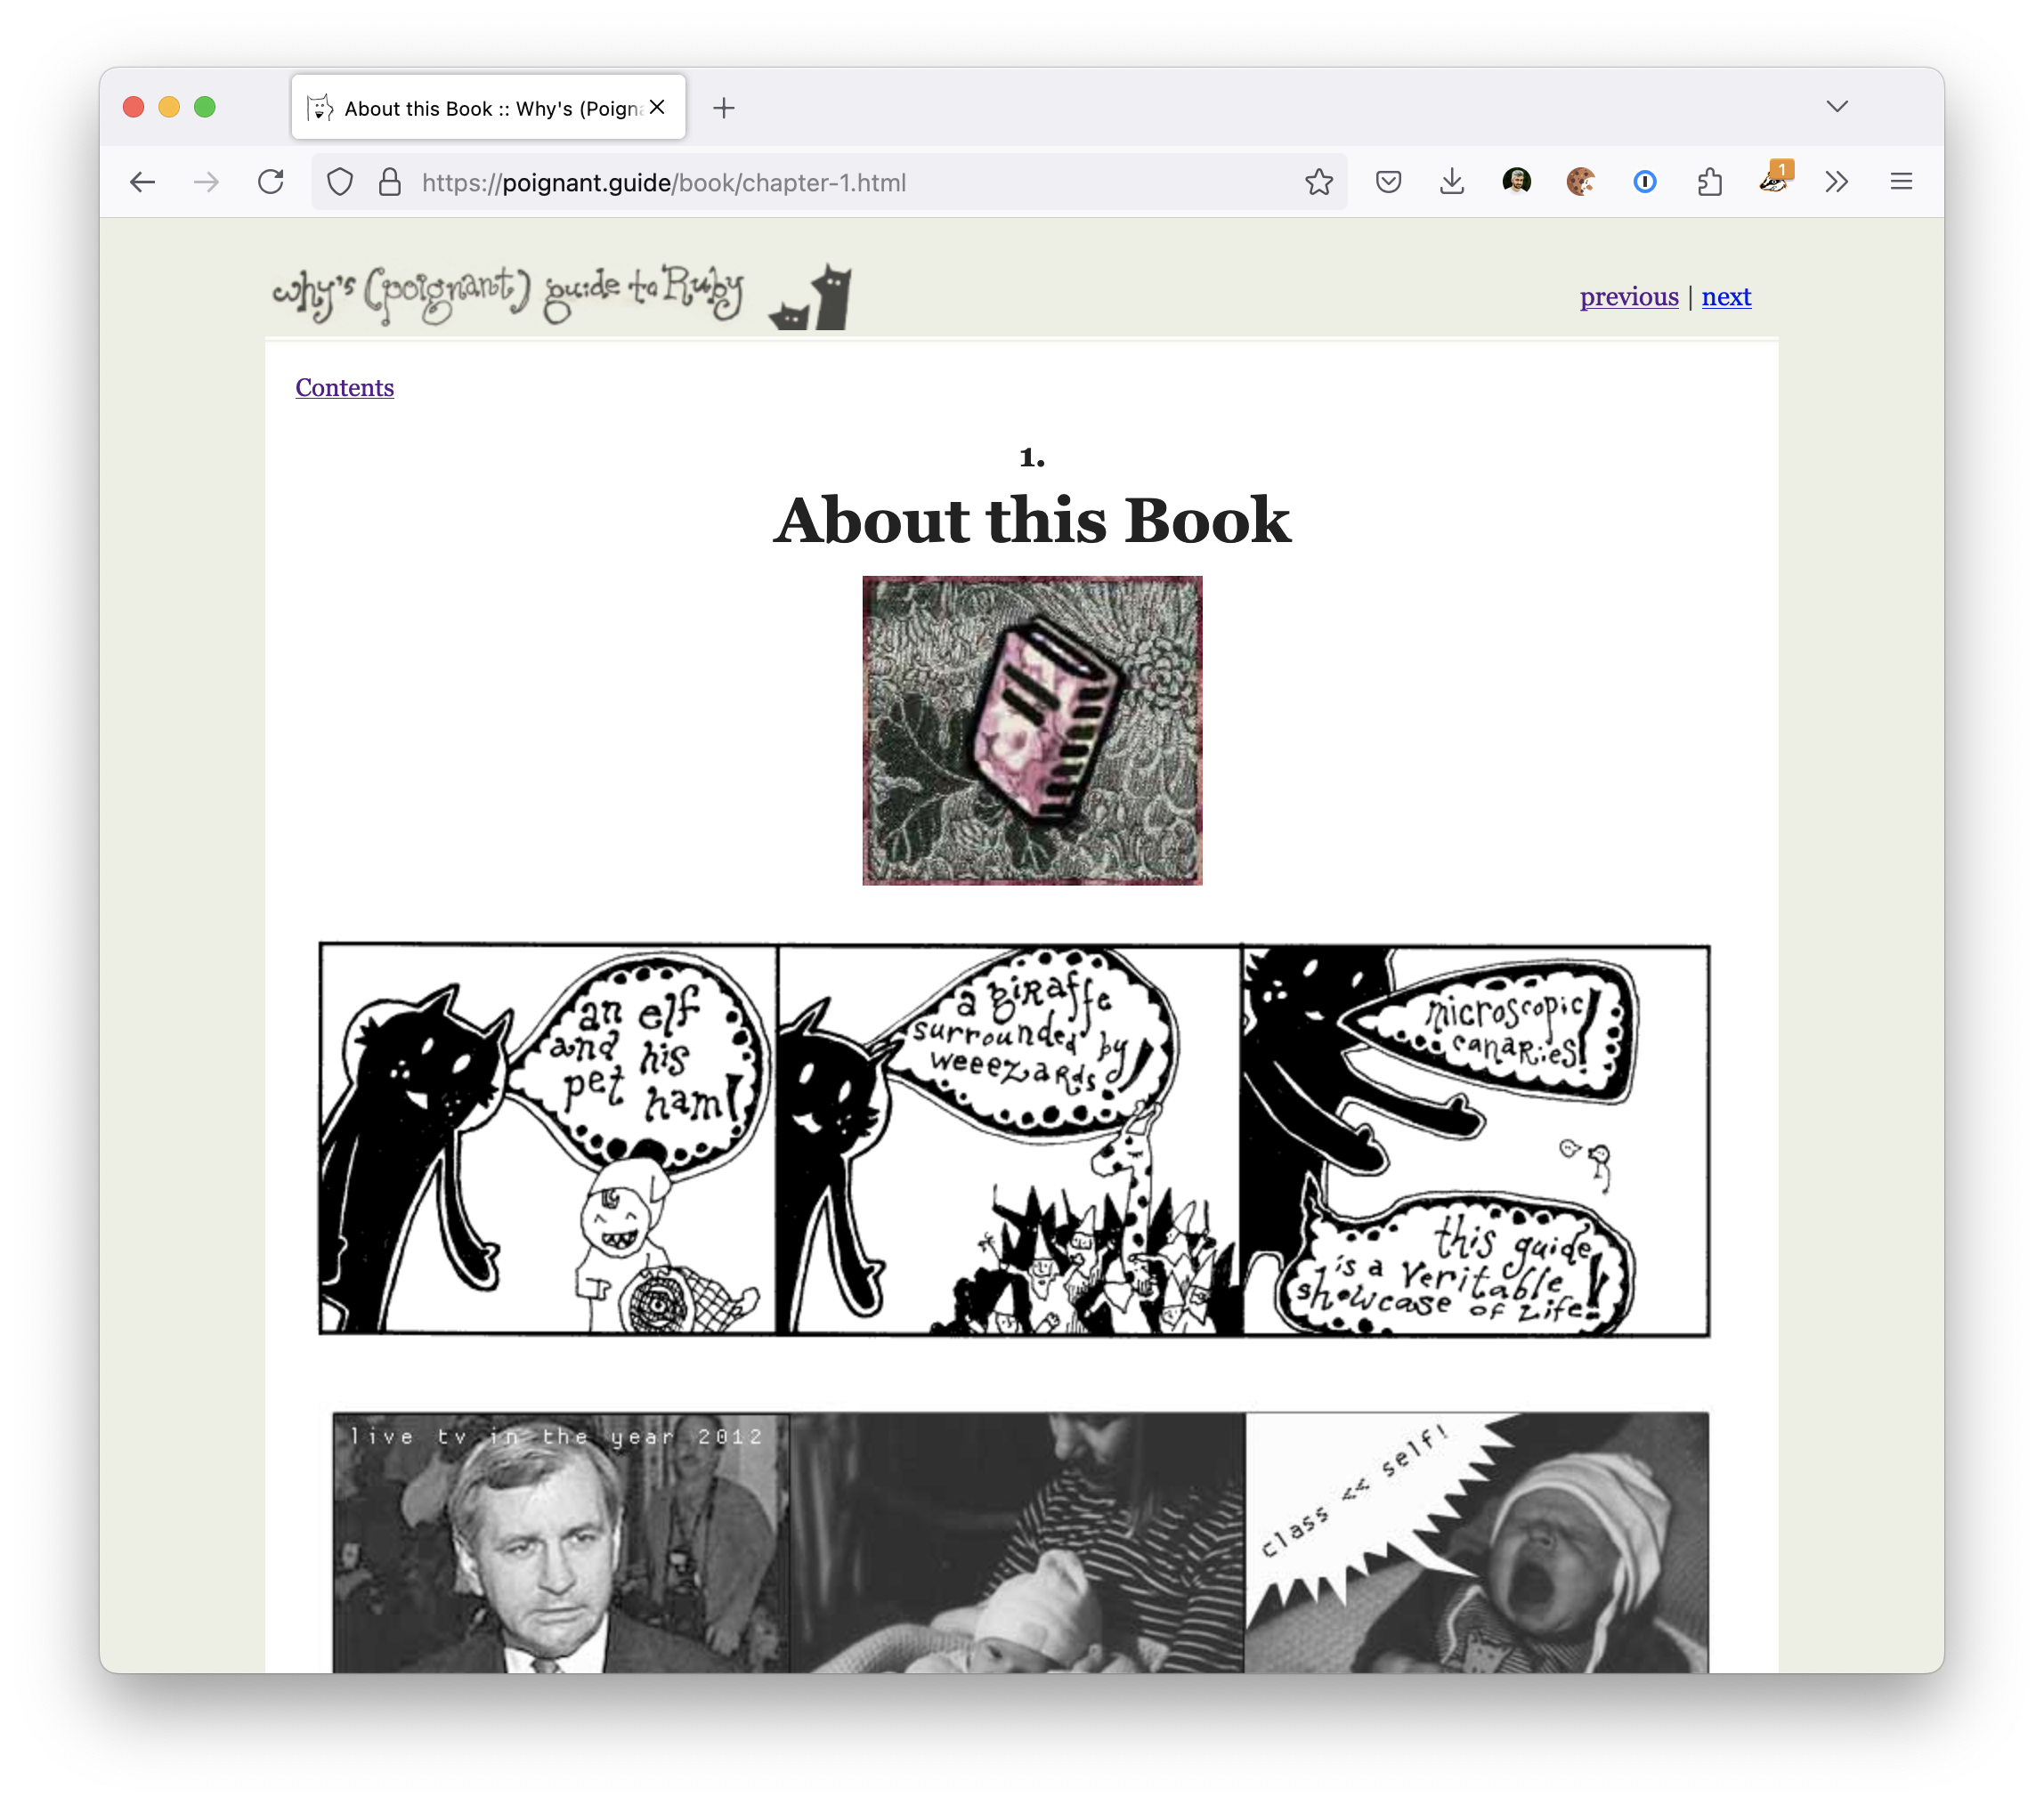 About this Book :: Why's (Poigna
https://poignant.guide/book/chapter-1.html
1
why's (poignant) guide to Ruby
previous | next
Contents
1.
About this Book
an elf
and his
pet ham!
a giraffe
surrounded by
weeezards!
microscopic
canaries!
this guide
is a veritable
showcase of life!
live tv in the year 2012
class << self!